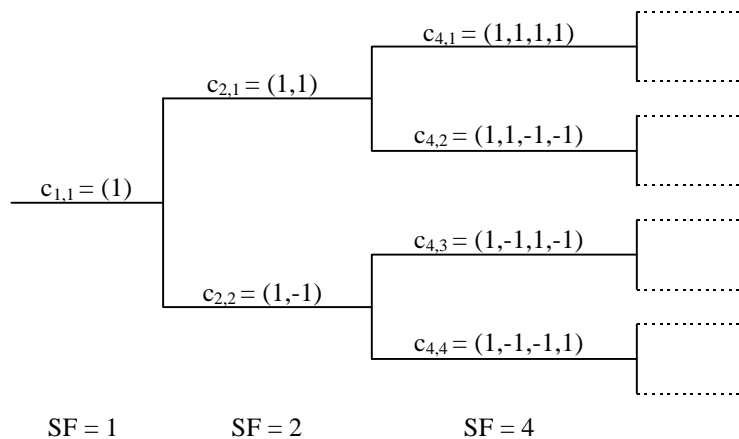 c4,1 = (1,1,1,1)
c2,1 = (1,1)
c4,2 = (1,1,-1,-1)
c1,1 = (1)
c4,3 = (1,-1,1,-1)
c2,2 = (1,-1)
c4,4 = (1,-1,-1,1)
SF = 1 SF = 2 SF = 4